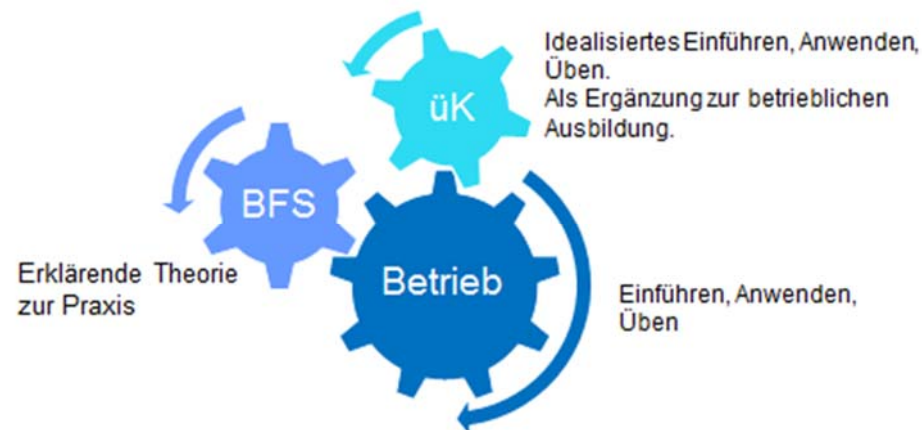 Idealisiertes Einführen, Anwenden,
Üben.
Als Ergänzung zur betrieblichen
Ausbildung.
üK
BFS
Erklärende Theorie
zur Praxis
Betrieb
Einführen, Anwenden,
Üben